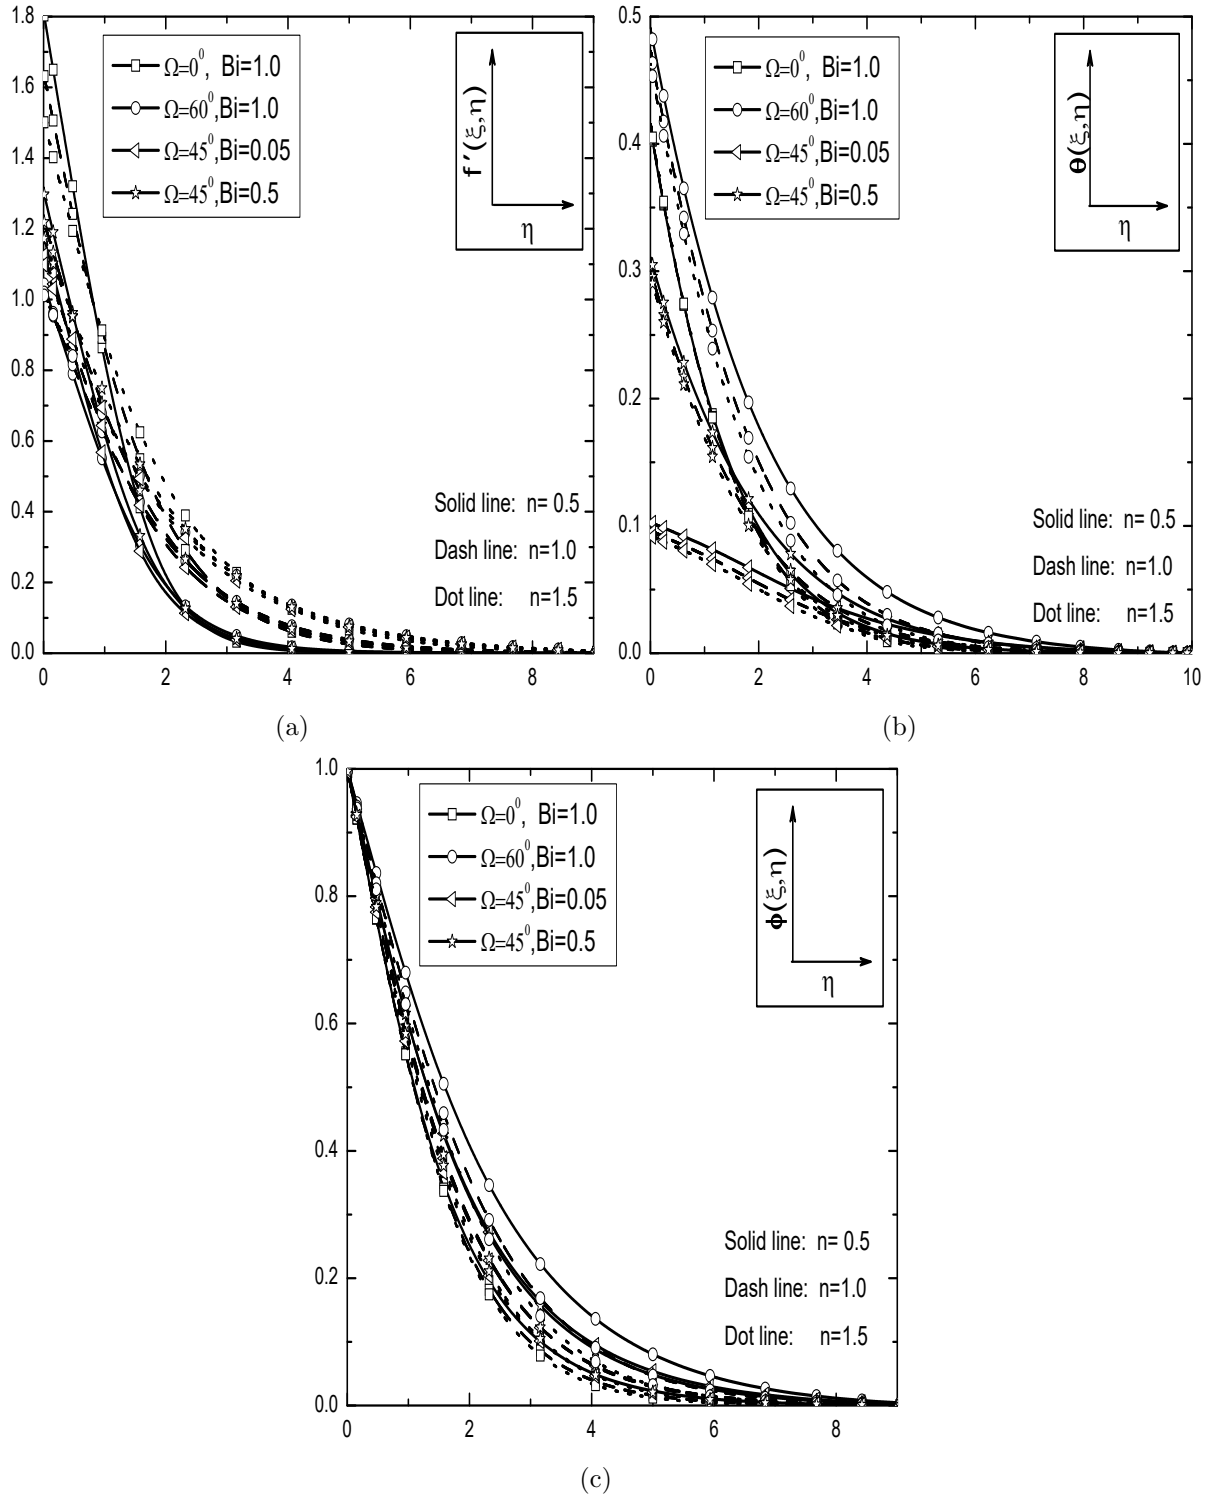 1.8
1.6
1.4
1.2
1.0
0.8
0.6
0.4
0.2
0.0
0 2 4 6 8
Ω=0⁰, Bi=1.0
Ω=60⁰,Bi=1.0
Ω=45⁰,Bi=0.05
Ω=45⁰,Bi=0.5
f ′(ξ,η)
η
Solid line: n= 0.5
Dash line: n=1.0
Dot line: n=1.5
(a)
0.5
0.4
0.3
0.2
0.1
0.0
0 2 4 6 8 10
Ω=0⁰, Bi=1.0
Ω=60⁰,Bi=1.0
Ω=45⁰,Bi=0.05
Ω=45⁰,Bi=0.5
θ(ξ,η)
η
Solid line: n= 0.5
Dash line: n=1.0
Dot line: n=1.5
(b)
1.0
0.8
0.6
0.4
0.2
0.0
0 2 4 6 8
Ω=0⁰, Bi=1.0
Ω=60⁰,Bi=1.0
Ω=45⁰,Bi=0.05
Ω=45⁰,Bi=0.5
ϕ(ξ,η)
η
Solid line: n= 0.5
Dash line: n=1.0
Dot line: n=1.5
(c)